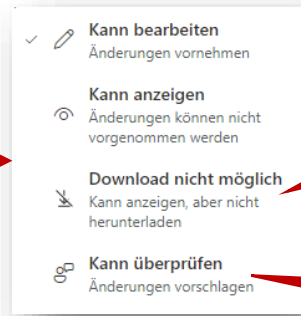 Kann bearbeiten
Änderungen vornehmen
Kann anzeigen
Änderungen können nicht
vorgenommen werden
Download nicht möglich
Kann anzeigen, aber nicht
herunterladen
Kann überprüfen
Änderungen vorschlagen